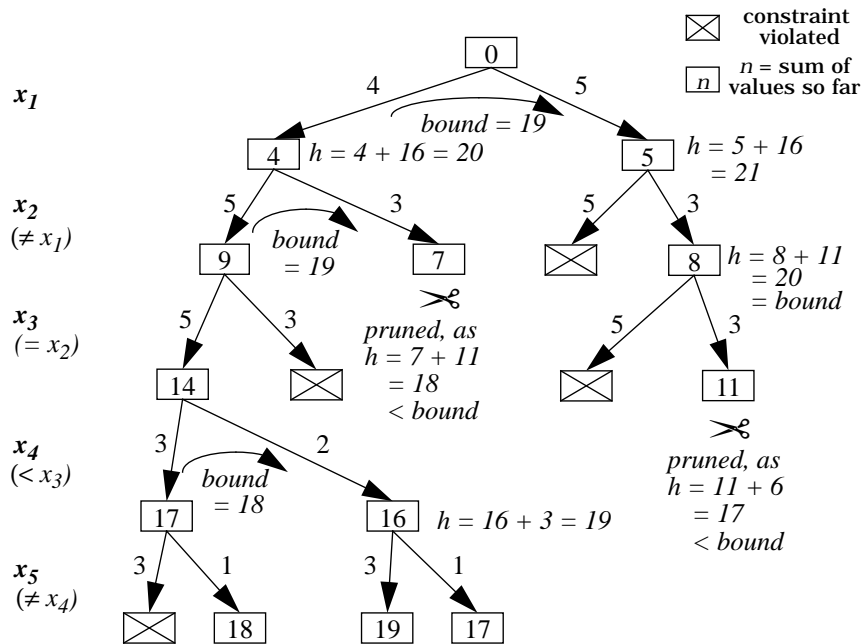 constraint
violated
n
n = sum of
values so far
0
x1
4
5
bound = 19
4
h = 4 + 16 = 20
5
h = 5 + 16
= 21
x2
(≠ x1)
5
3
5
3
bound
= 19
9
7
8
h = 8 + 11
= 20
= bound
x3
(= x2)
5
3
pruned, as
h = 7 + 11
= 18
< bound
5
3
14
11
x4
(< x3)
3
2
bound
= 18
pruned, as
h = 11 + 6
= 17
< bound
17
16
h = 16 + 3 = 19
x5
(≠ x4)
3
1
3
1
18
19
17